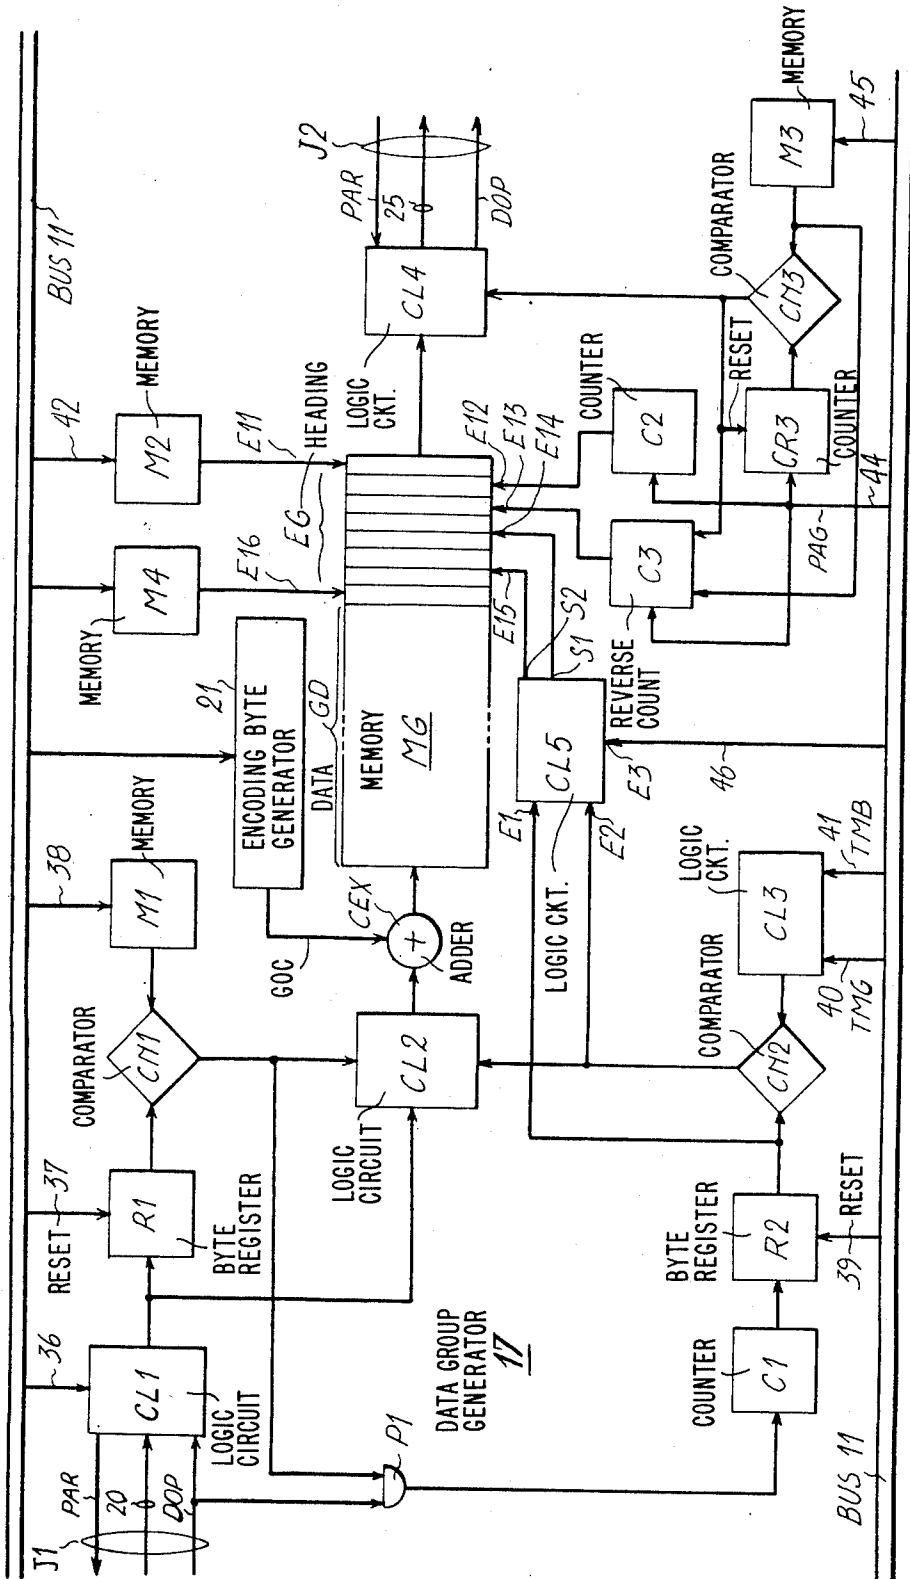 BUS 11
J1
PAR
20
DOP
36
CL1
LOGIC
CIRCUIT
RESET
37
R1
BYTE
REGISTER
COMPARATOR
CM1
38
M1
MEMORY
P1
LOGIC
CIRCUIT
CL2
GOC
CEX
+
ADDER
21
ENCODING BYTE
GENERATOR
DATA
GD
MEMORY
MG
MEMORY
M4
E16
EG
42
M2
MEMORY
E11
HEADING
LOGIC
CKT.
CL4
PAR
25
DOP
J2
DATA GROUP
GENERATOR
17
E12
E13
E14
E15
S2
S1
LOGIC CKT.
CL5
E1
E2
E3
46
REVERSE
COUNT
C3
COUNTER
C2
RESET
PAG
CR3
COUNTER
44
COMPARATOR
CM3
M3
MEMORY
45
COUNTER
C1
BYTE
REGISTER
R2
39
RESET
COMPARATOR
CM2
LOGIC
CKT.
CL3
40
TMG
41
TMB
BUS 11